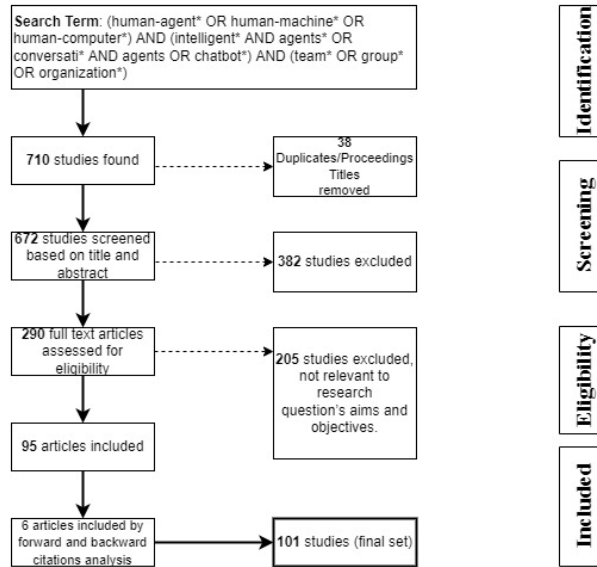 Search Term: (human-agent* OR human-machine* OR
human-computer*) AND (intelligent* AND agents* OR
conversati* AND agents OR chatbot*) AND (team* OR group*
OR organization*)
Identification
710 studies found
38
Duplicates/Proceedings
Titles
removed
Screening
672 studies screened
based on title and
abstract
382 studies excluded
290 full text articles
assessed for
eligibility
205 studies excluded,
not relevant to
research
question's aims and
objectives.
Eligibility
95 articles included
Included
6 articles included by
forward and backward
citations analysis
101 studies (final set)